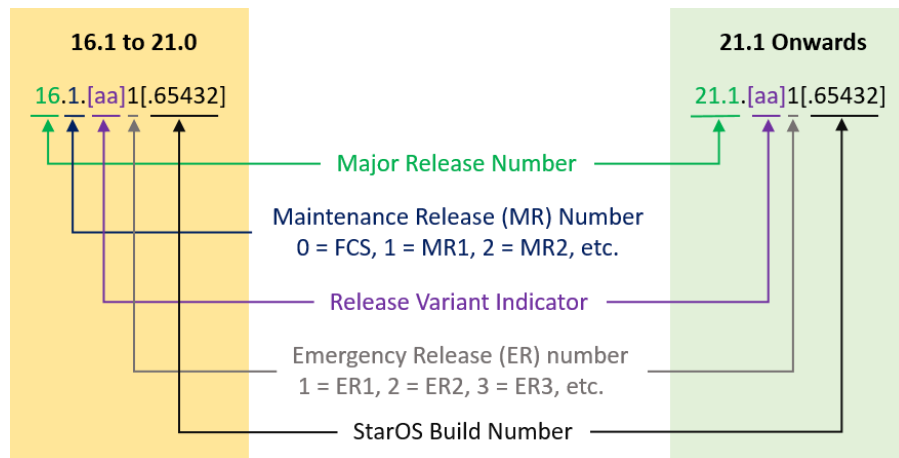 16.1 to 21.0
21.1 Onwards
16.1.[aa]1[.65432]
21.1.[aa]1[.65432]
Major Release Number
Maintenance Release (MR) Number
0 = FCS, 1 = MR1, 2 = MR2, etc.
Release Variant Indicator
Emergency Release (ER) number
1 = ER1, 2 = ER2, 3 = ER3, etc.
StarOS Build Number